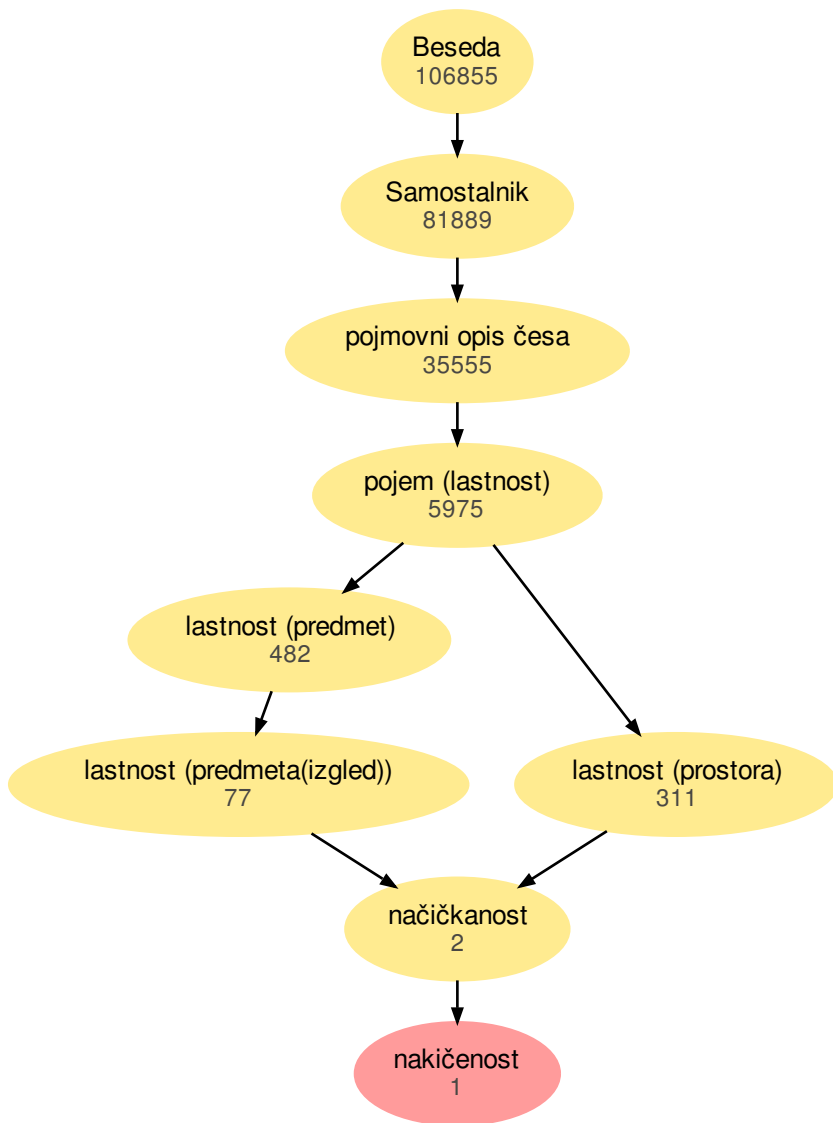 Beseda
106855
Samostalnik
81889
pojmovni opis česa
35555
pojem (lastnost)
5975
lastnost (predmet)
482
lastnost (predmeta(izgled))
77
lastnost (prostora)
311
načičkanost
2
nakičenost
1